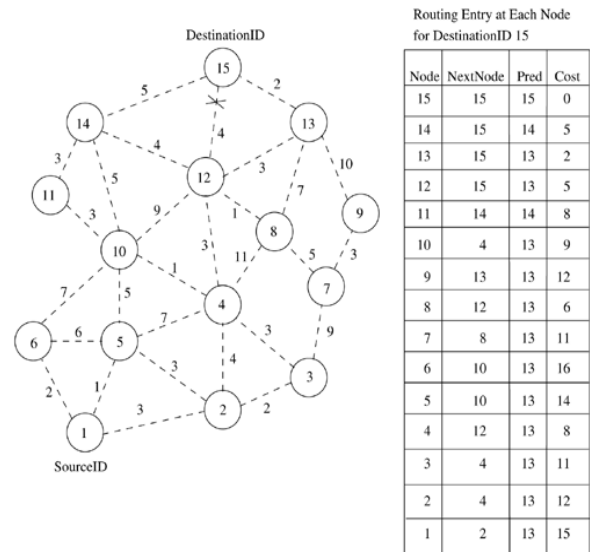 Routing Entry at Each Node
for DestinationID 15
DestinationID
Node NextNode Pred Cost
15 15 15 0
14 15 14 5
13 15 13 2
12 15 13 5
11 14 14 8
10 4 13 9
9 13 13 12
8 12 13 6
7 8 13 11
6 10 13 16
5 10 13 14
4 12 13 8
3 4 13 11
2 4 13 12
1 2 13 15
15
5 2
14 13
4
4
3 5 3 10
12
11 7
3 9 1 9
8
10 3 11 5 3
1 7
7 5 4
6 6 5 7 3 9
3 4
2 1 3
3 2 2
1
SourceID